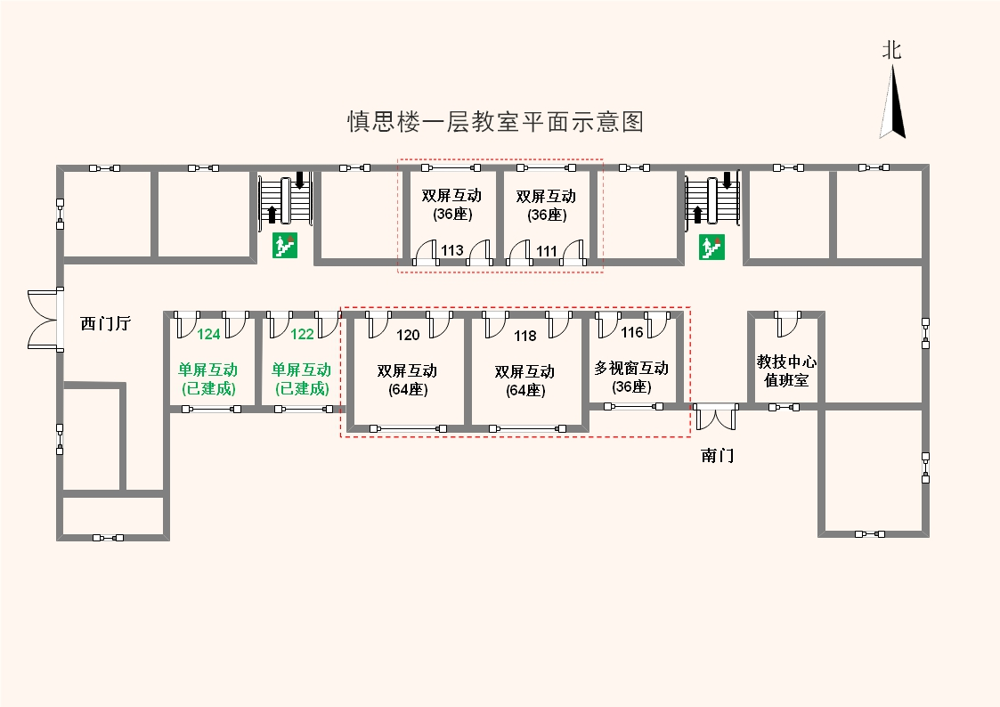 北
慎思楼一层教室平面示意图
双屏互动
(36座)
113
双屏互动
(36座)
111
西门厅
124
单屏互动
(已建成)
122
单屏互动
(已建成)
120
双屏互动
(64座)
118
双屏互动
(64座)
116
多视窗互动
(36座)
教技中心
值班室
南门